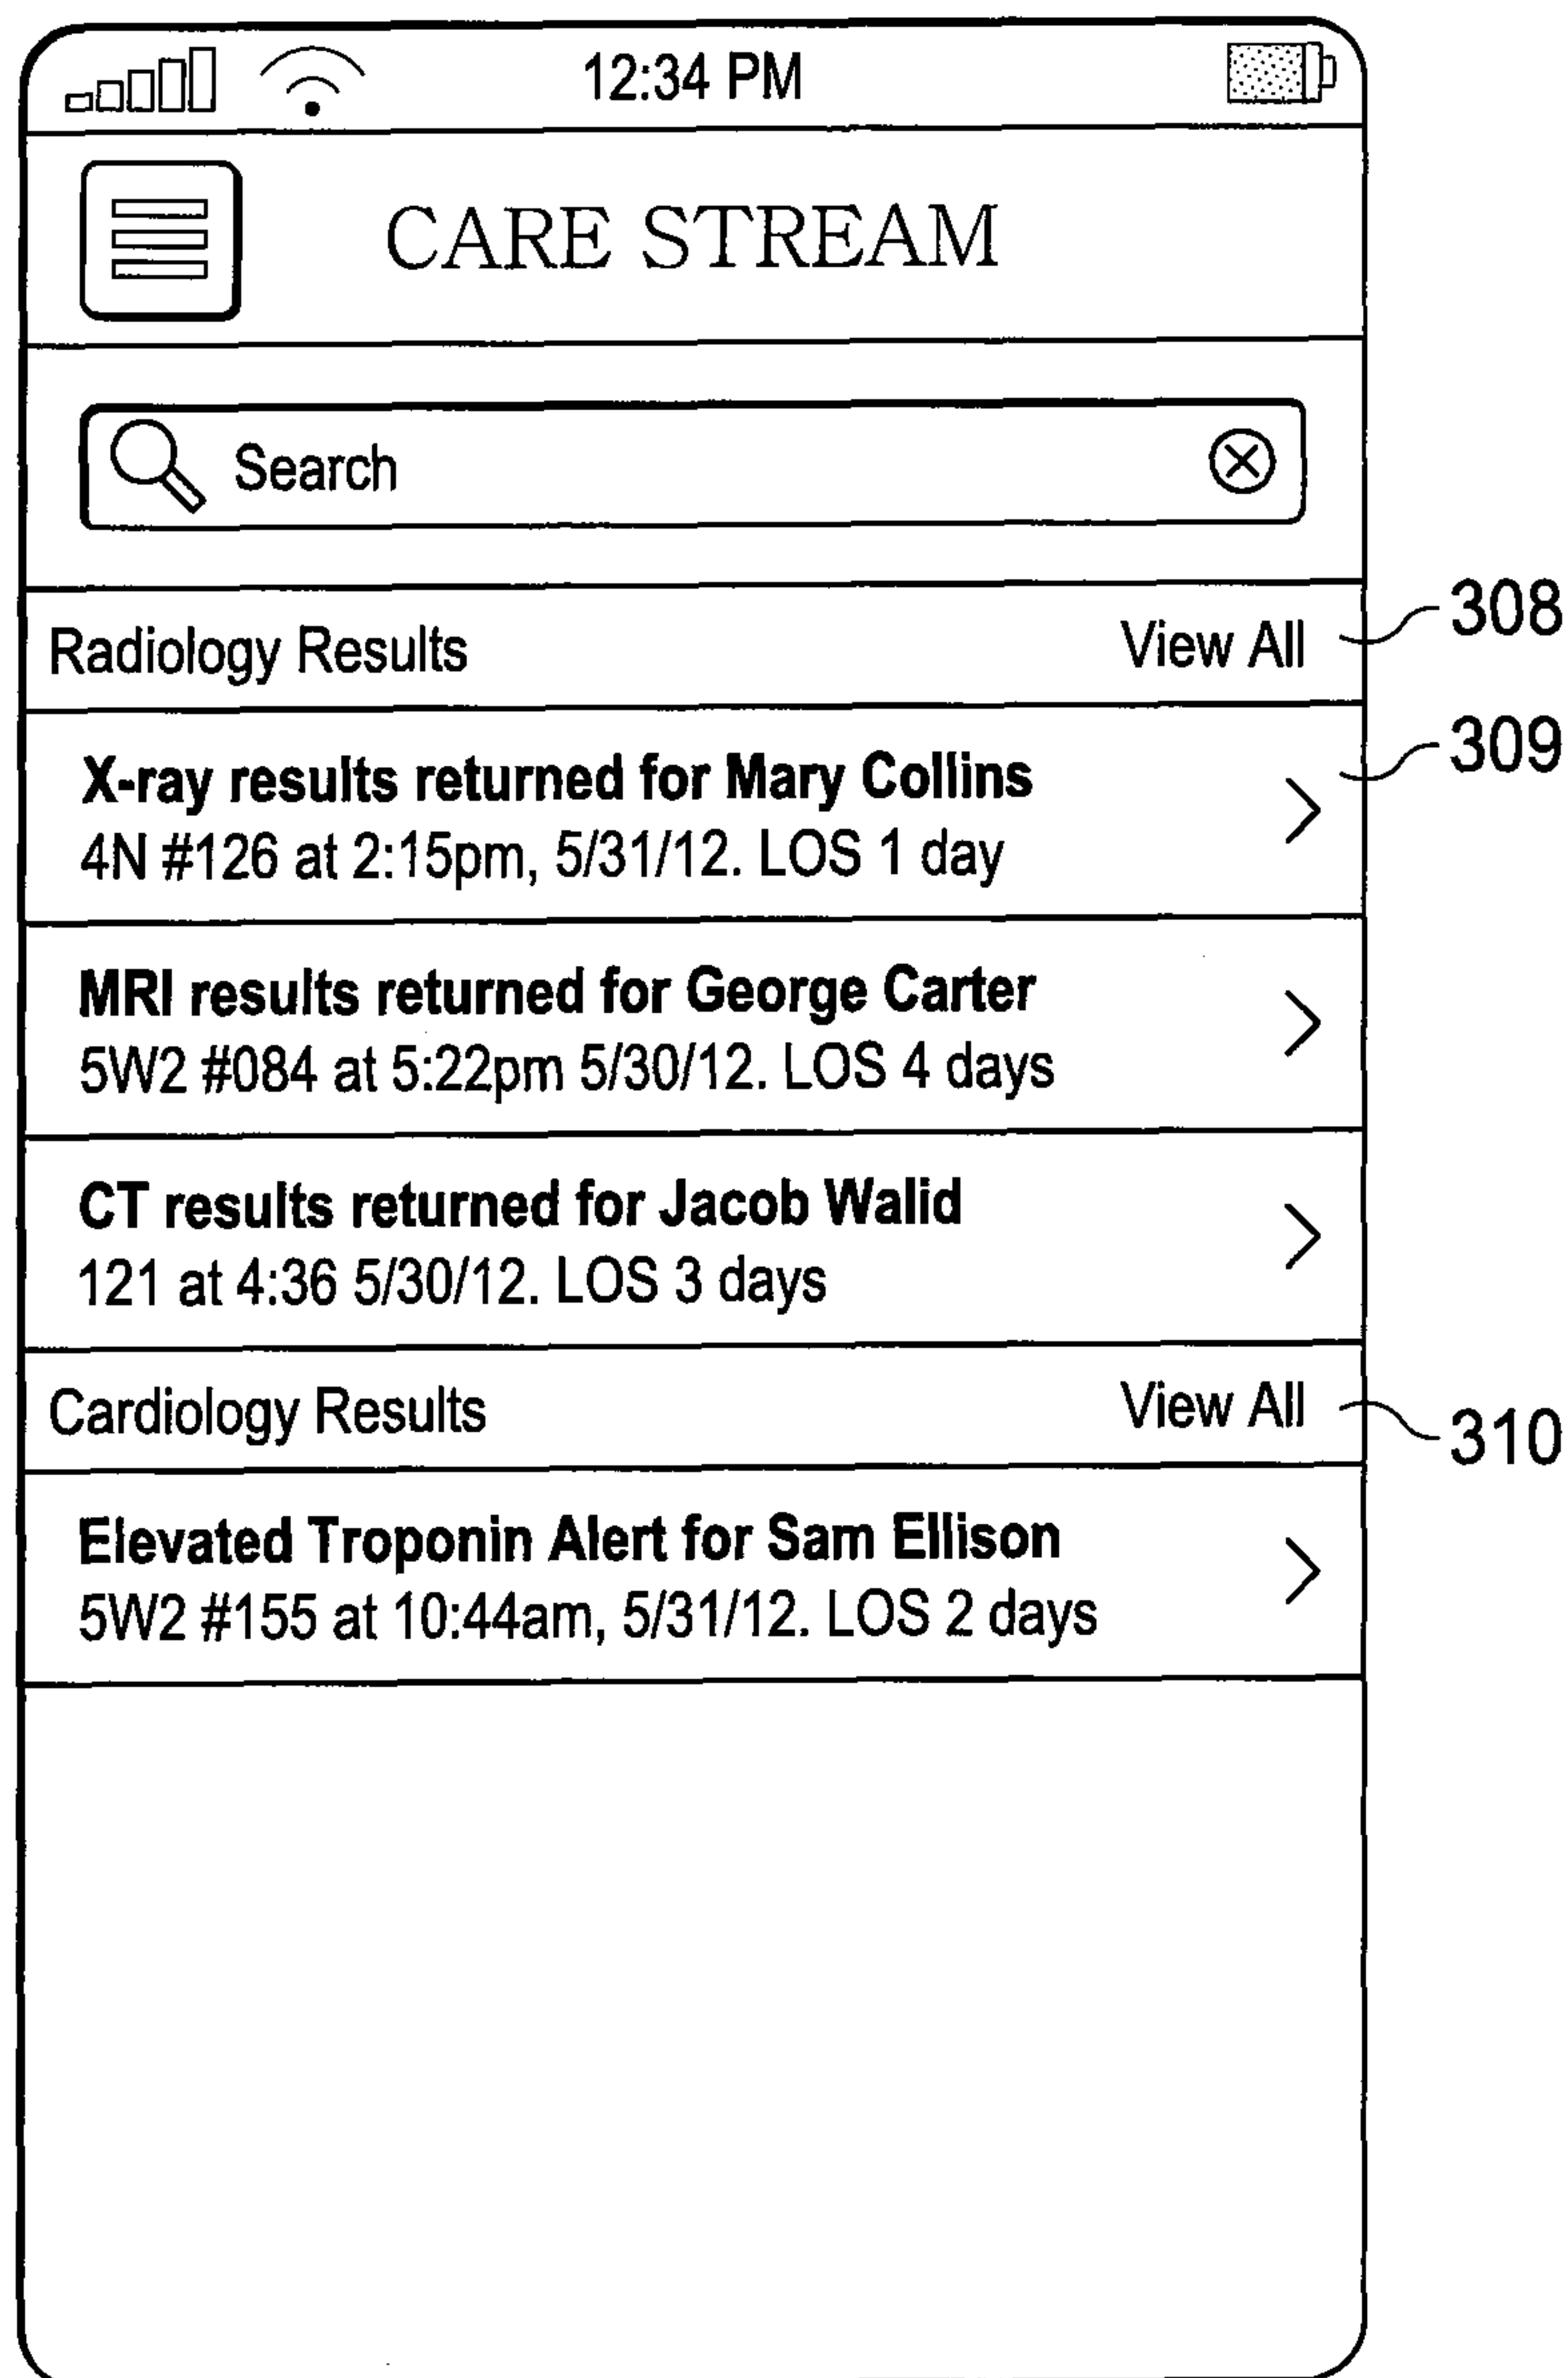 12:34 PM
CARE STREAM
Search
Radiology Results View All 308
309
X-ray results returned for Mary Collins
4N #126 at 2:15pm, 5/31/12. LOS 1 day
MRI results returned for George Carter
5W2 #084 at 5:22pm 5/30/12. LOS 4 days
CT results returned for Jacob Walid
121 at 4:36 5/30/12. LOS 3 days
Cardiology Results View All 310
Elevated Troponin Alert for Sam Ellison
5W2 #155 at 10:44am, 5/31/12. LOS 2 days